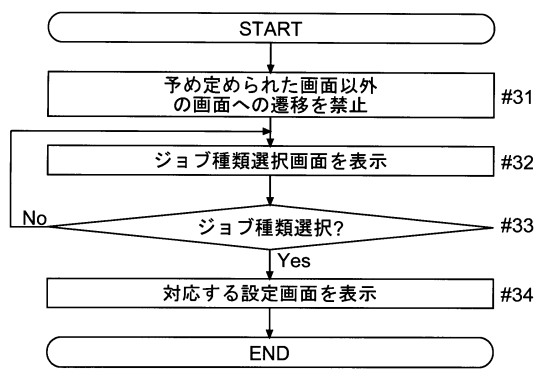 START
予め定められた画面以外
の画面への遷移を禁止
#31
ジョブ種類選択画面を表示
#32
No
ジョブ種類選択?
#33
Yes
対応する設定画面を表示
#34
END